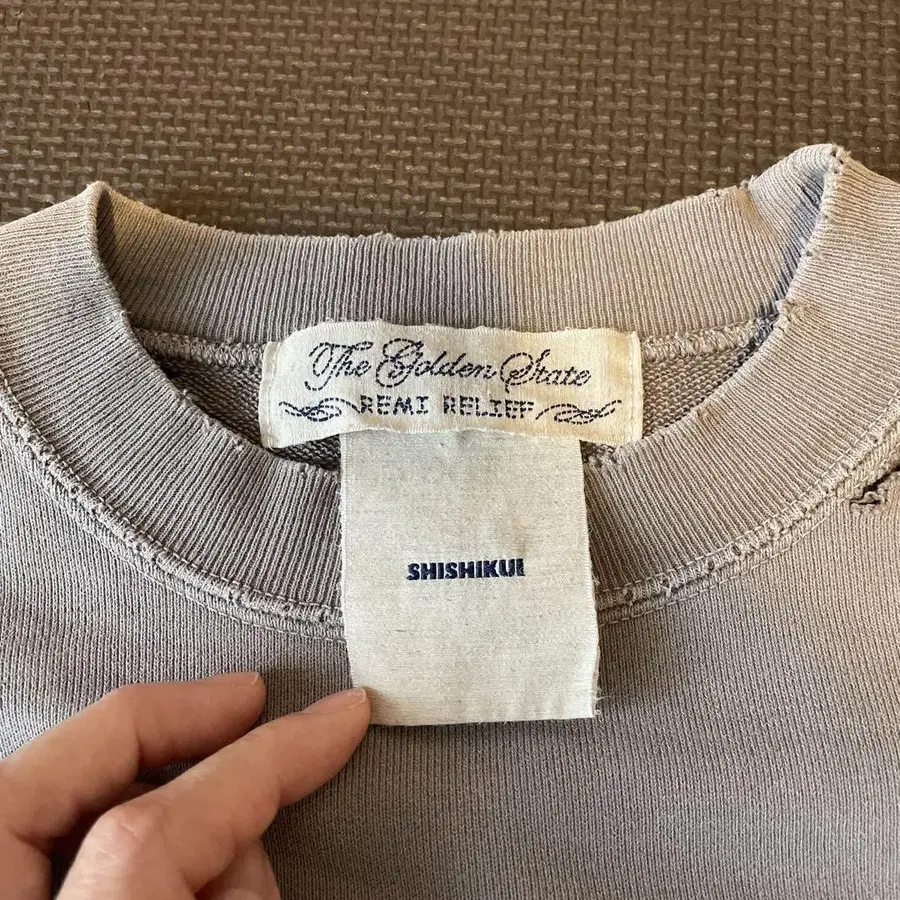 The Golden State
REMI RELIEF
SHISHIKUI